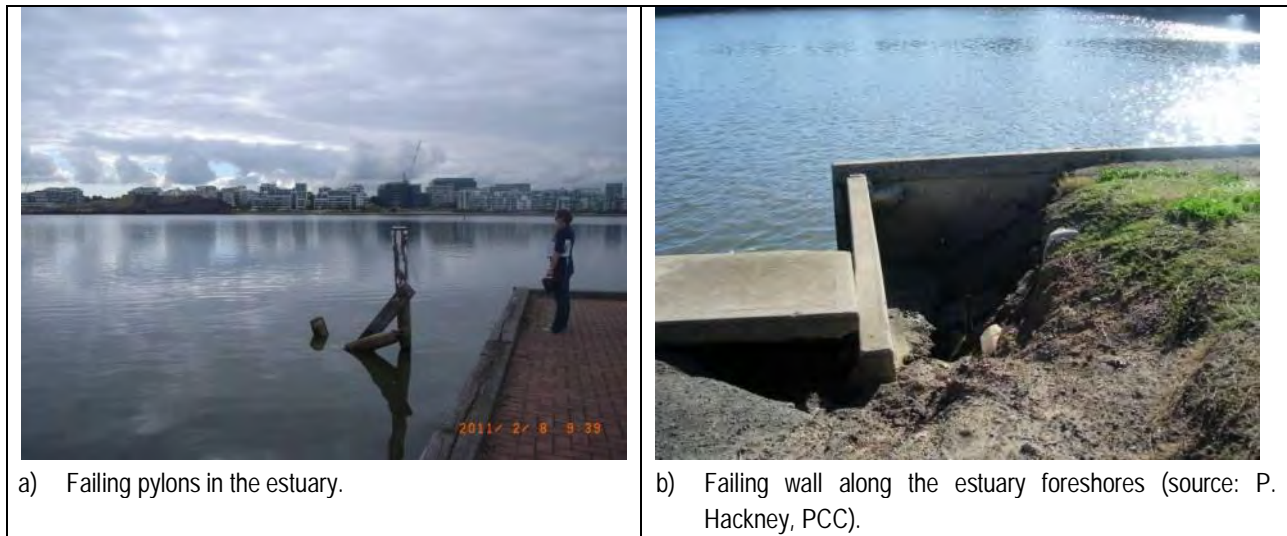 2011/ 2/ 8 9:39
a) Failing pylons in the estuary.
b) Failing wall along the estuary foreshores (source: P.
Hackney, PCC).